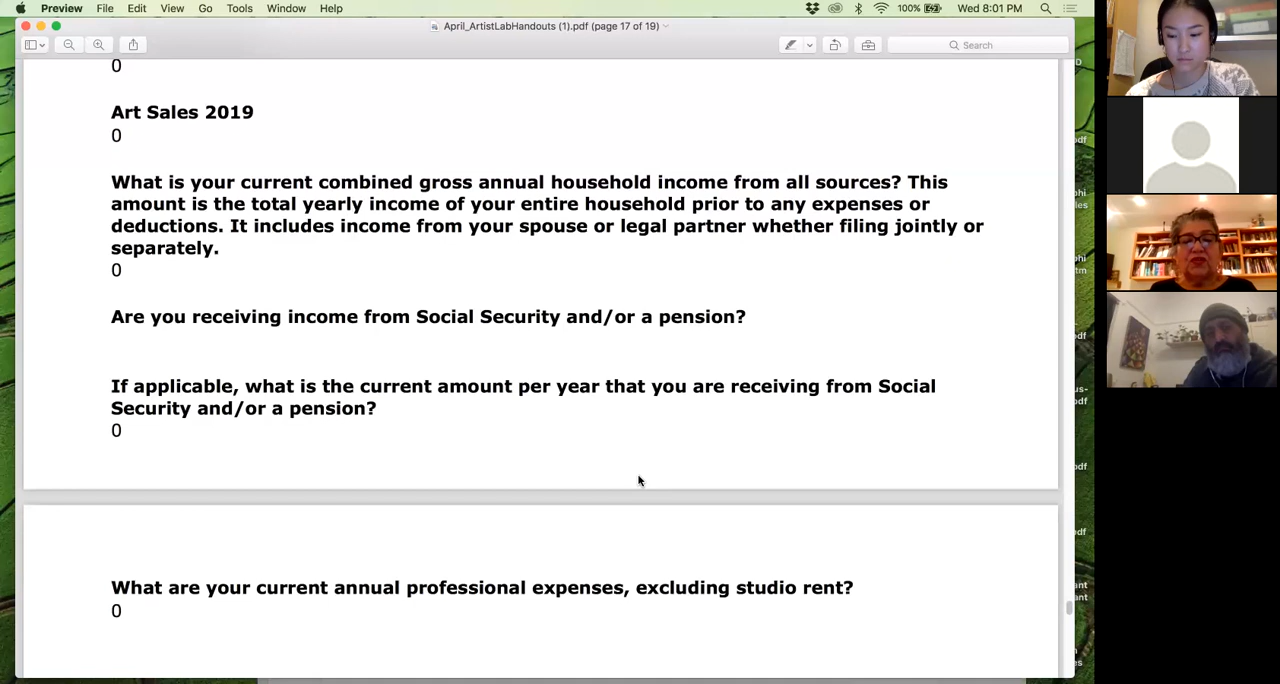 Preview File Edit View Go Tools Window Help 100% Wed 8:01 PM
April_ArtistLabHandouts (1).pdf (page 17 of 19)
Search
0
Art Sales 2019
0
What is your current combined gross annual household income from all sources? This
amount is the total yearly income of your entire household prior to any expenses or
deductions. It includes income from your spouse or legal partner whether filing jointly or
separately.
0
Are you receiving income from Social Security and/or a pension?
If applicable, what is the current amount per year that you are receiving from Social
Security and/or a pension?
0
What are your current annual professional expenses, excluding studio rent?
0